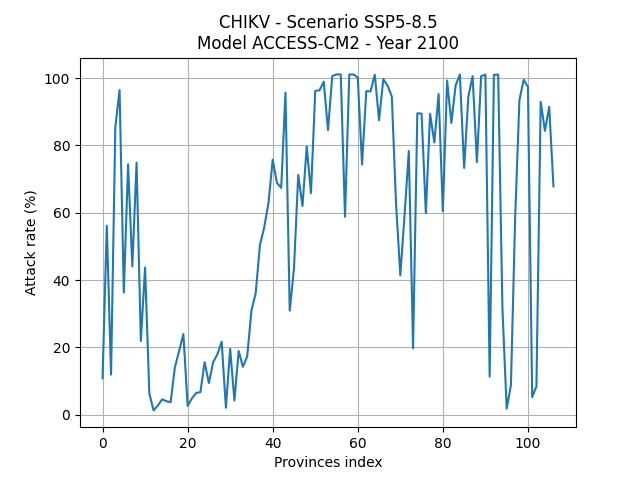 CHIKV - Scenario SSP5-8.5
Model ACCESS-CM2 - Year 2100
100
80
60
40
20
0
Attack rate (%)
0 20 40 60 80 100
Provinces index